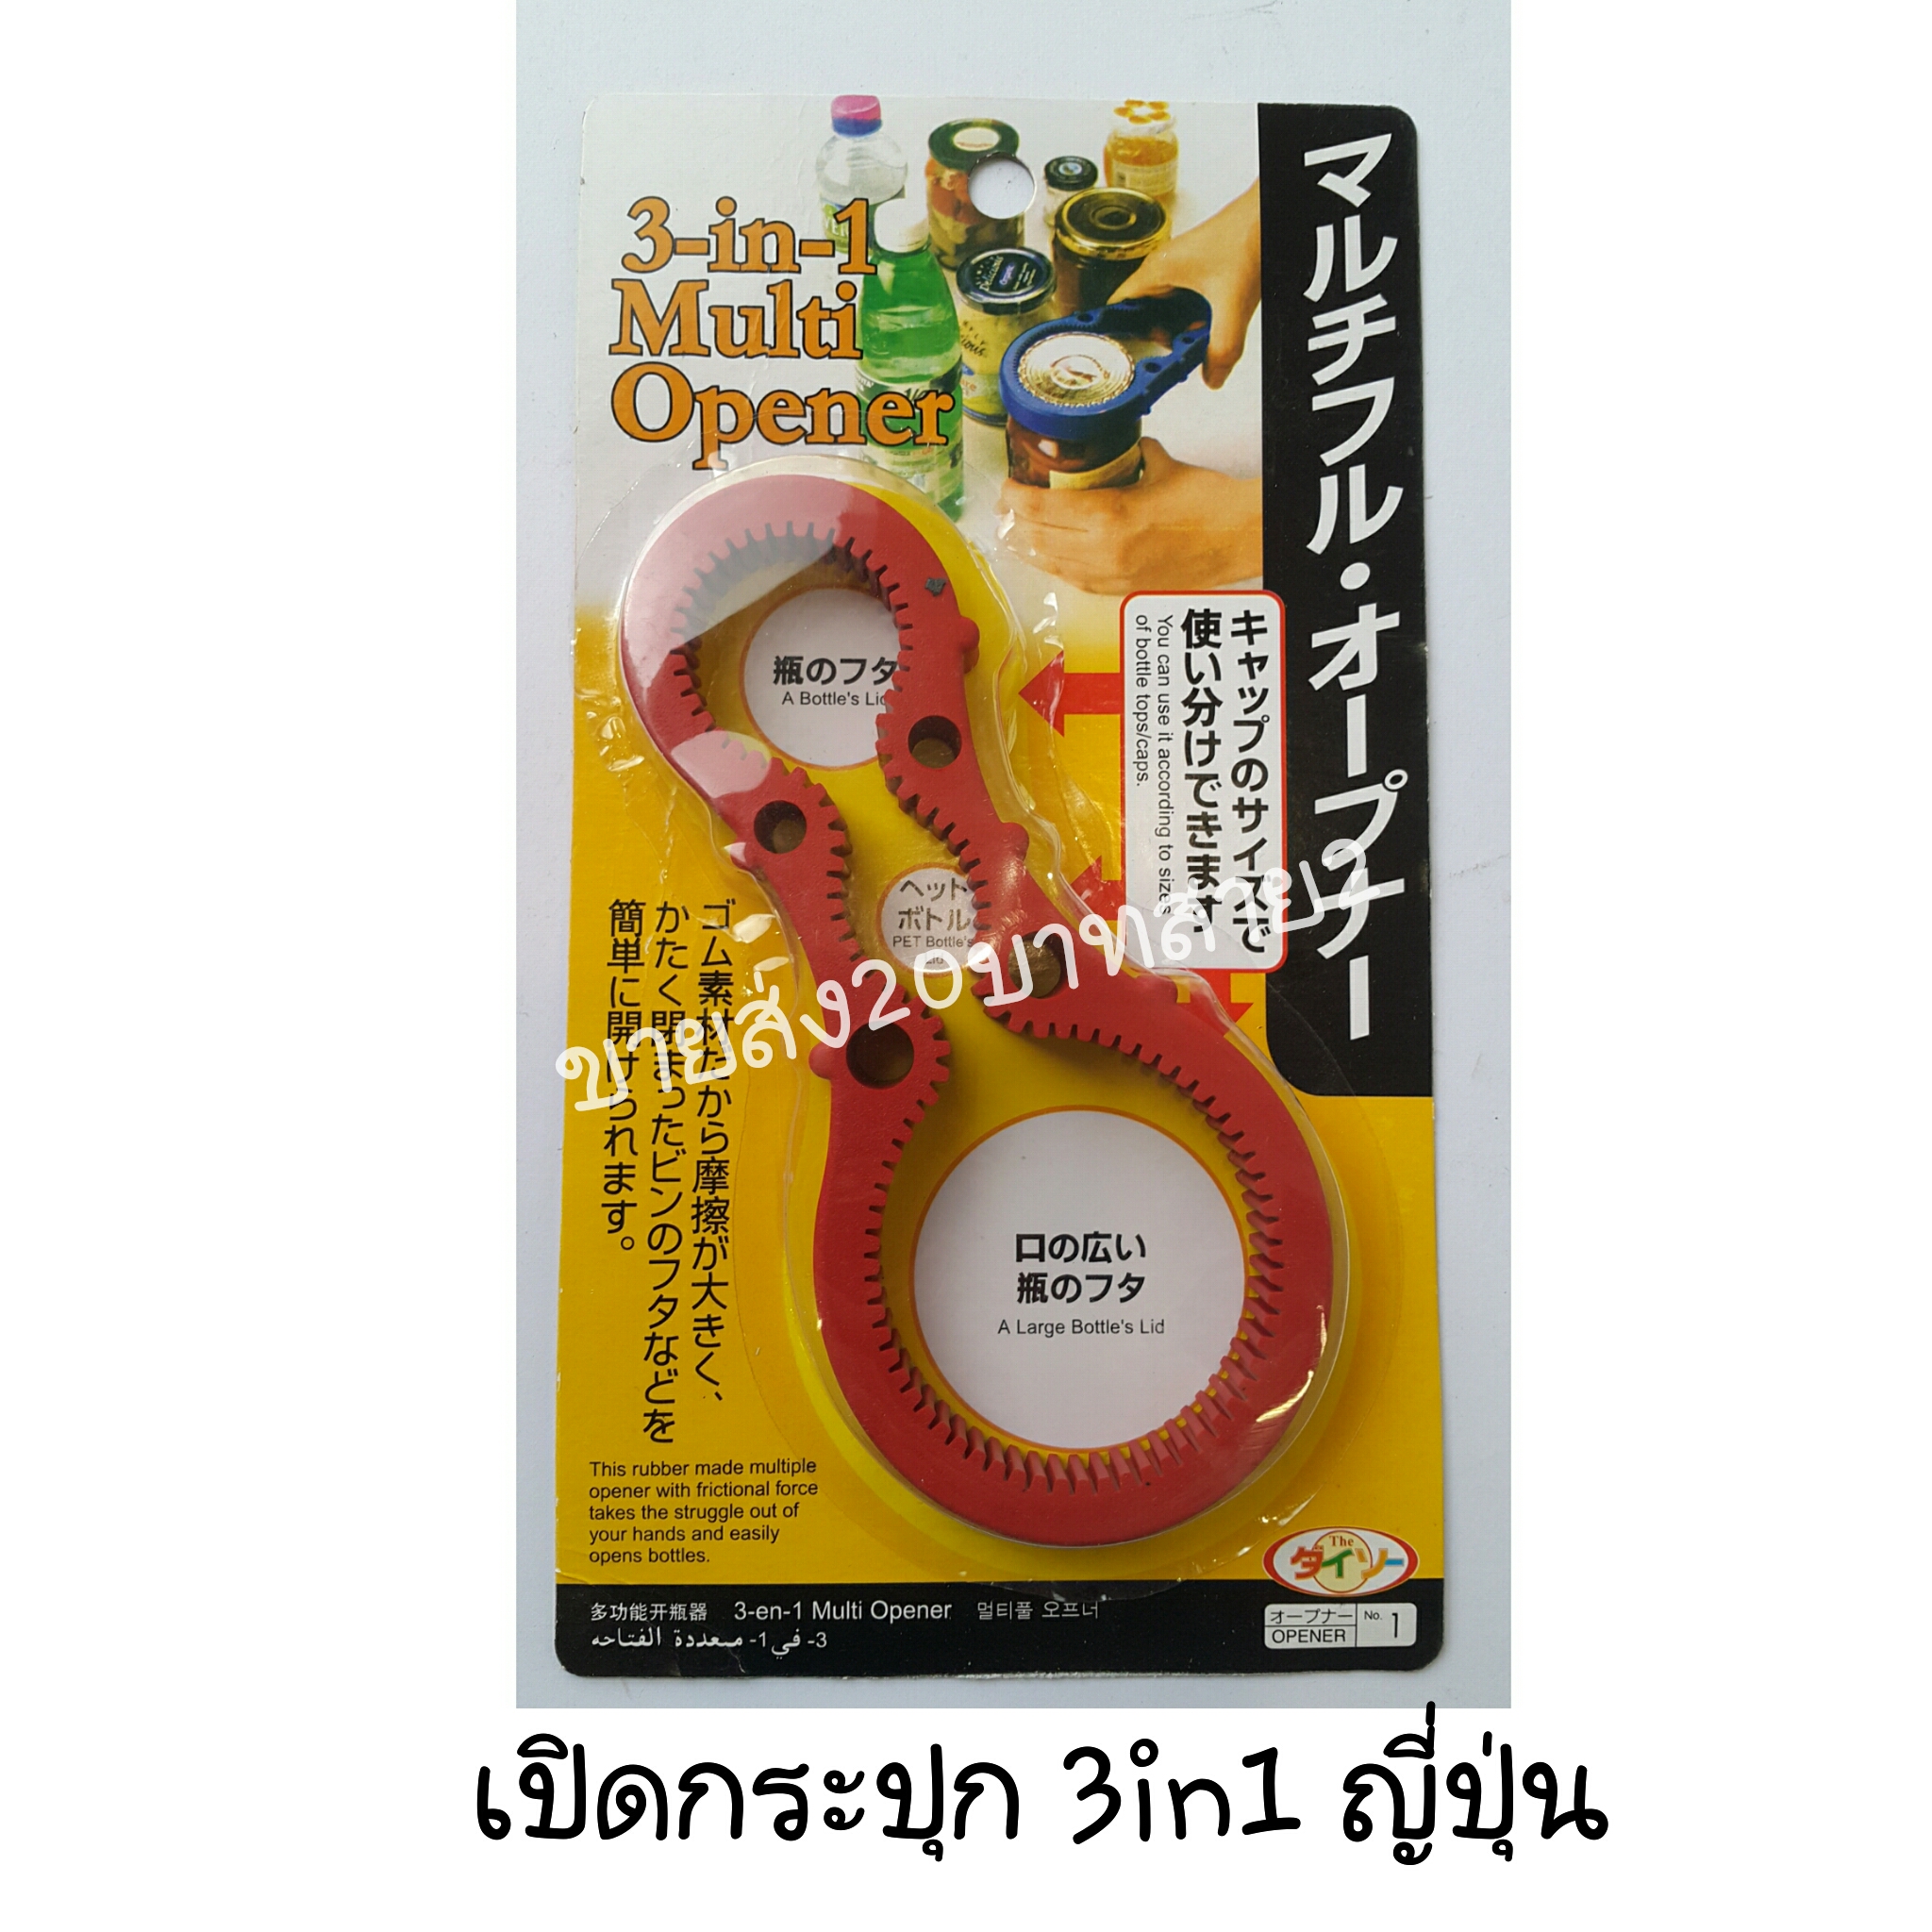 3-in-1
Multi
Opener
マルチフル・オープナー
キャップのサイズで
使い分けできます
You can use it according to sizes
of bottle tops/caps.
瓶のフタ
A Bottle's Lid
ペット
ボトル
PET Bottle's
Lid
口の広い
瓶のフタ
A Large Bottle's Lid
ゴム素材だから摩擦が大きく、
かたく閉まったビンのフタなどを
簡単に開けられます。
This rubber made multiple
opener with frictional force
takes the struggle out of
your hands and easily
opens bottles.
The
ダイソー
多功能开瓶器 3-en-1 Multi Opener 멀티풀 오프너
3- في -1 متعددة الفتاحه
オープナー
OPENER
No. 1
ขายส่ง20บาทสาย2
เปิดกระปุก 3in1 ญี่ปุ่น